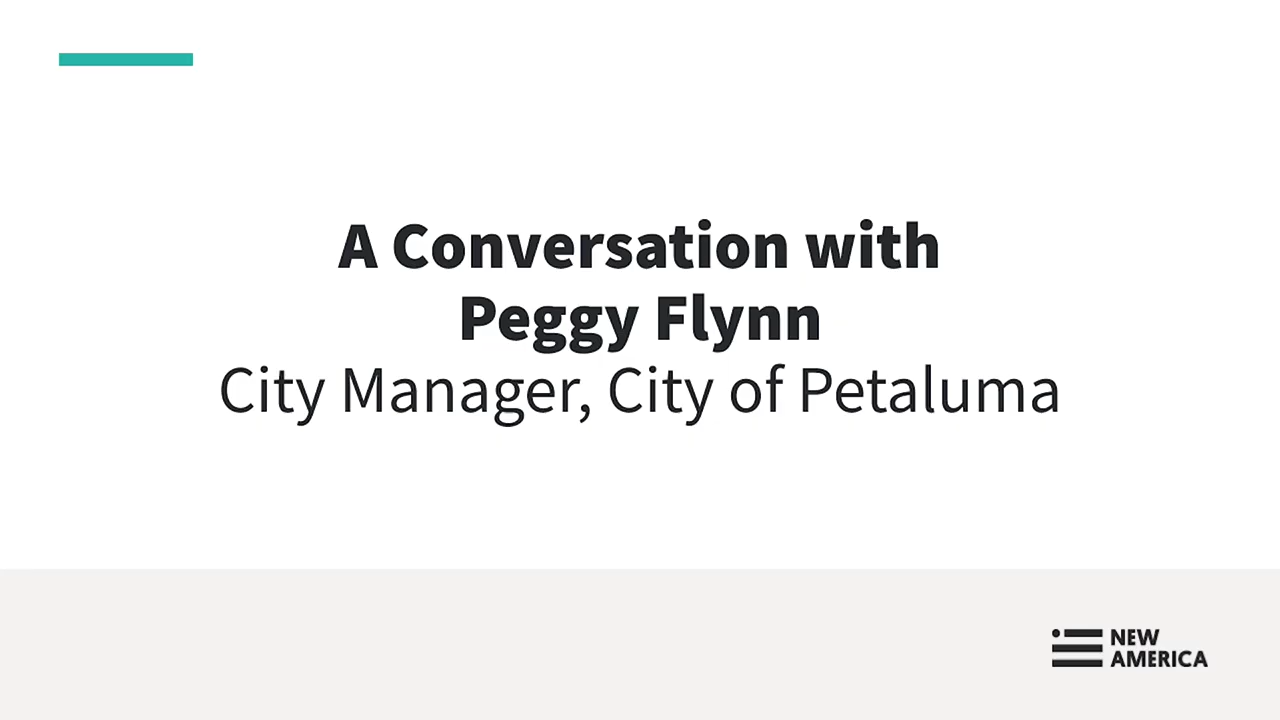 A Conversation with
Peggy Flynn
City Manager, City of Petaluma
NEW
AMERICA